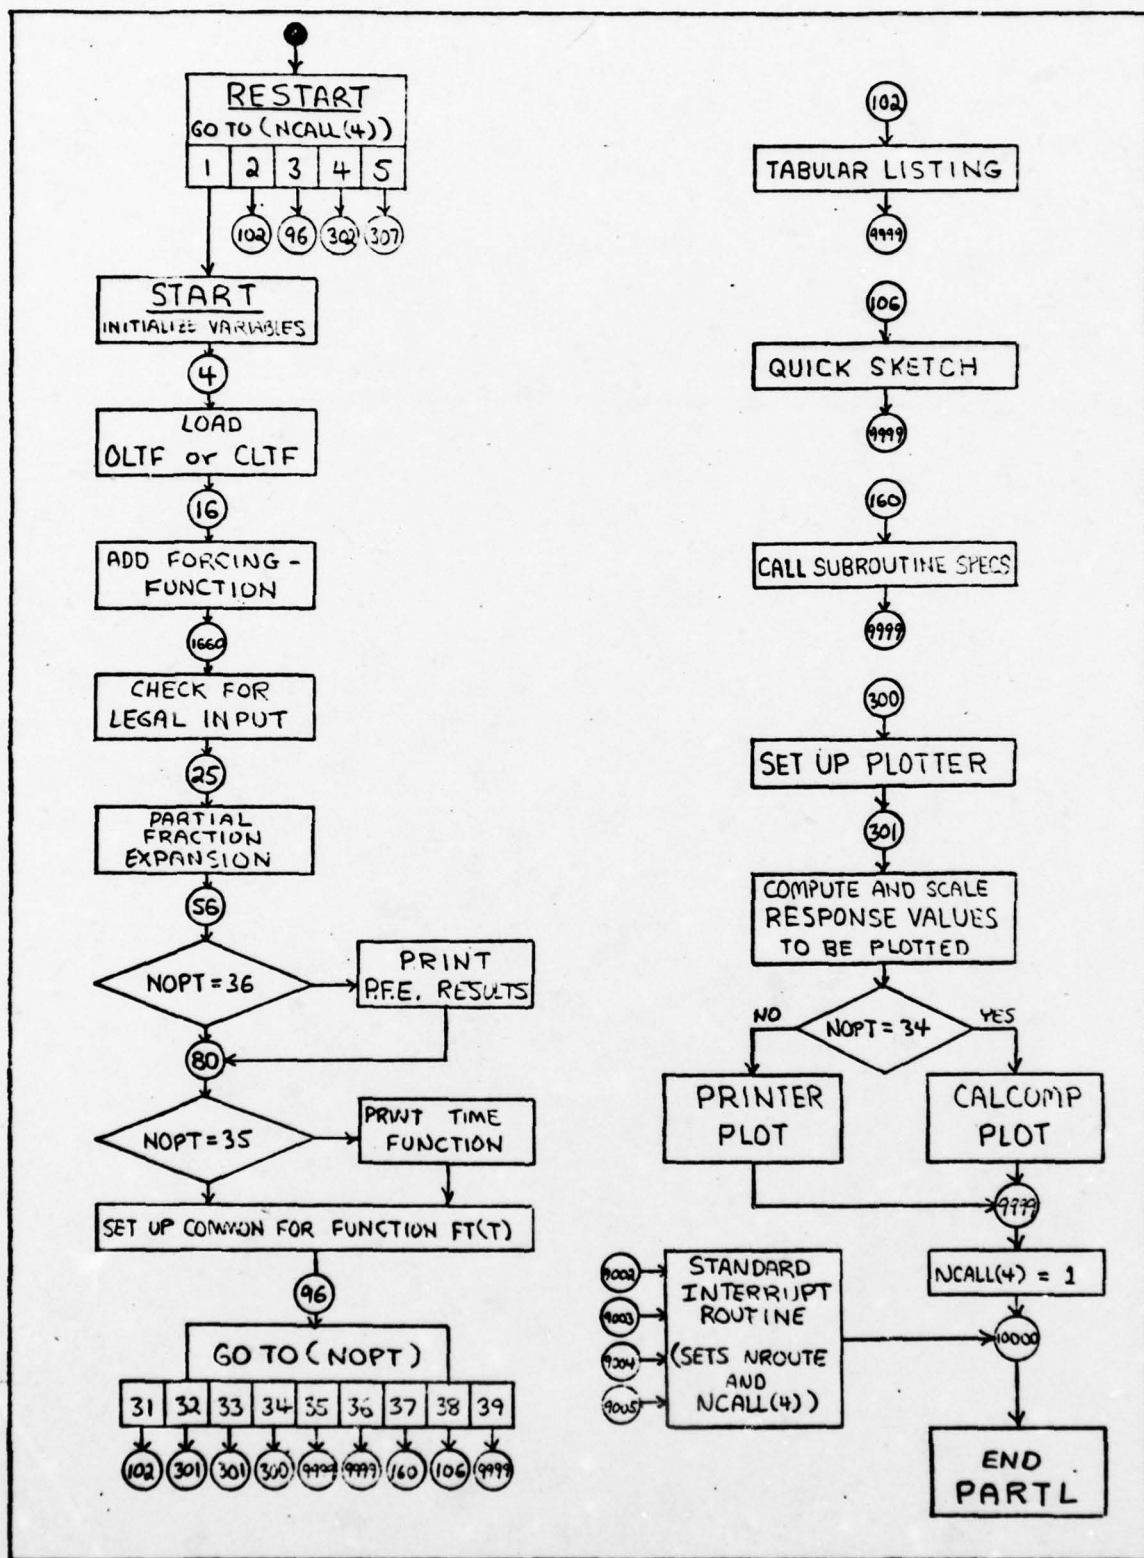 RESTART
GO TO (NCALL(4))
1 2 3 4 5
102 96 302 307
START
INITIALIZE VARIABLES
4
LOAD
OLTF or CLTF
16
ADD FORCING-
FUNCTION
1660
CHECK FOR
LEGAL INPUT
25
PARTIAL
FRACTION
EXPANSION
56
NOPT=36
PRINT
P.F.E. RESULTS
80
NOPT=35
PRINT TIME
FUNCTION
SET UP COMMON FOR FUNCTION FT(T)
96
GO TO (NOPT)
31 32 33 34 35 36 37 38 39
102 301 301 300 9999 9999 160 106 9999
102
TABULAR LISTING
9999
106
QUICK SKETCH
9999
160
CALL SUBROUTINE SPECS
9999
300
SET UP PLOTTER
301
COMPUTE AND SCALE
RESPONSE VALUES
TO BE PLOTTED
NO
NOPT=34
YES
PRINTER
PLOT
CALCOMP
PLOT
9999
NCALL(4) = 1
9002
9003
9004
9005
STANDARD
INTERRUPT
ROUTINE
(SETS NROUTE
AND
NCALL(4))
10000
END
PARTL